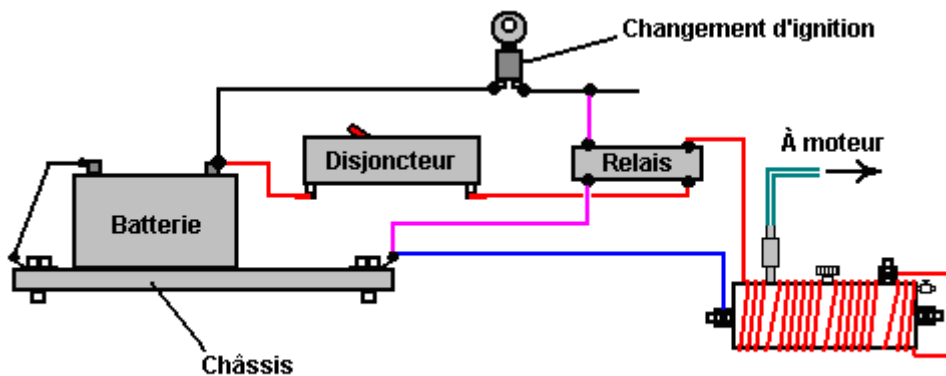 Changement d'ignition
Disjoncteur
Relais
À moteur
Batterie
Châssis